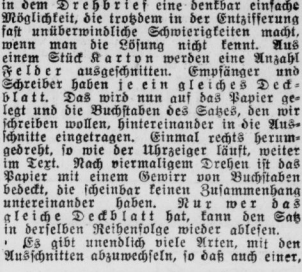 in dem Drehbrief eine denkbar einfache
Möglichkeit, die trotzdem in der Entzifferung
fast unüberwindliche Schwierigkeiten macht,
wenn man die Lösung nicht kennt. Aus
einem Stück Karton werden eine Anzahl
Felder ausgeschnitten. Empfänger und
Schreiber haben je ein gleiches Deck-
blatt. Das wird nun auf das Papier ge-
legt und die Buchstaben des Satzes, den wir
schreiben wollen, hintereinander in die Aus-
schnitte eingetragen. Einmal rechts herum
gedreht, so wie der Uhrzeiger läuft, weiter
im Text. Nach viermaligem Drehen ist das
Papier mit einem Gewirr von Buchstaben
bedeckt, die scheinbar keinen Zusammenhang
untereinander haben. Nur wer das
gleiche Deckblatt hat, kann den Satz
in derselben Reihenfolge wieder ablesen.
Es gibt unendlich viele Arten, mit den
Ausschnitten abzuwechseln, so daß auch einer,